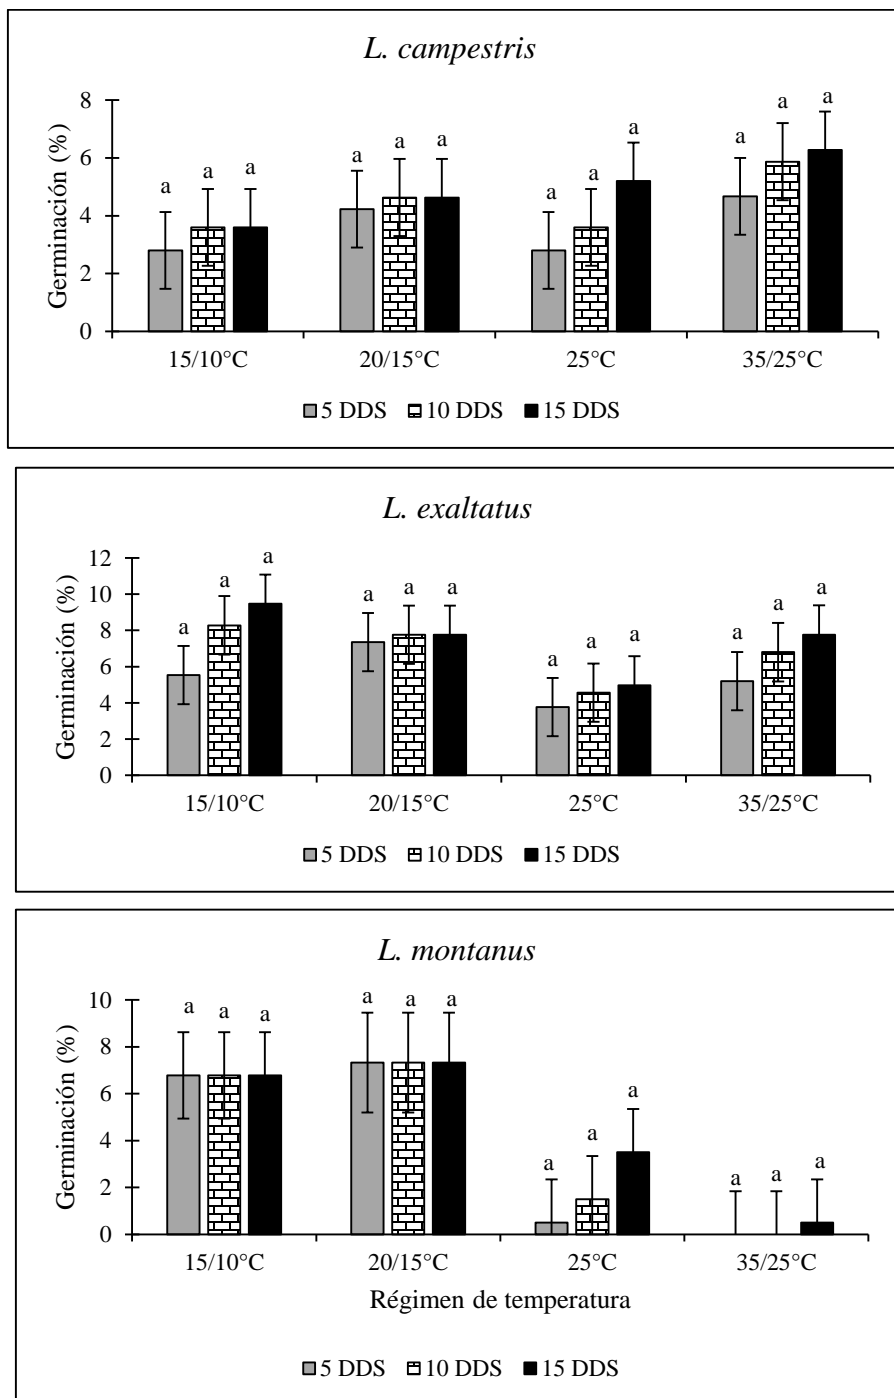 L. campestris
a a a a a a a a a a a a
Germinación (%)
8
6
4
2
0
15/10°C 20/15°C 25°C 35/25°C
5 DDS 10 DDS 15 DDS
L. exaltatus
a a a a a a a a a a a a
Germinación (%)
12
10
8
6
4
2
0
15/10°C 20/15°C 25°C 35/25°C
5 DDS 10 DDS 15 DDS
L. montanus
a a a a a a a a a a a a
Germinación (%)
10
8
6
4
2
0
15/10°C 20/15°C 25°C 35/25°C
Régimen de temperatura
5 DDS 10 DDS 15 DDS